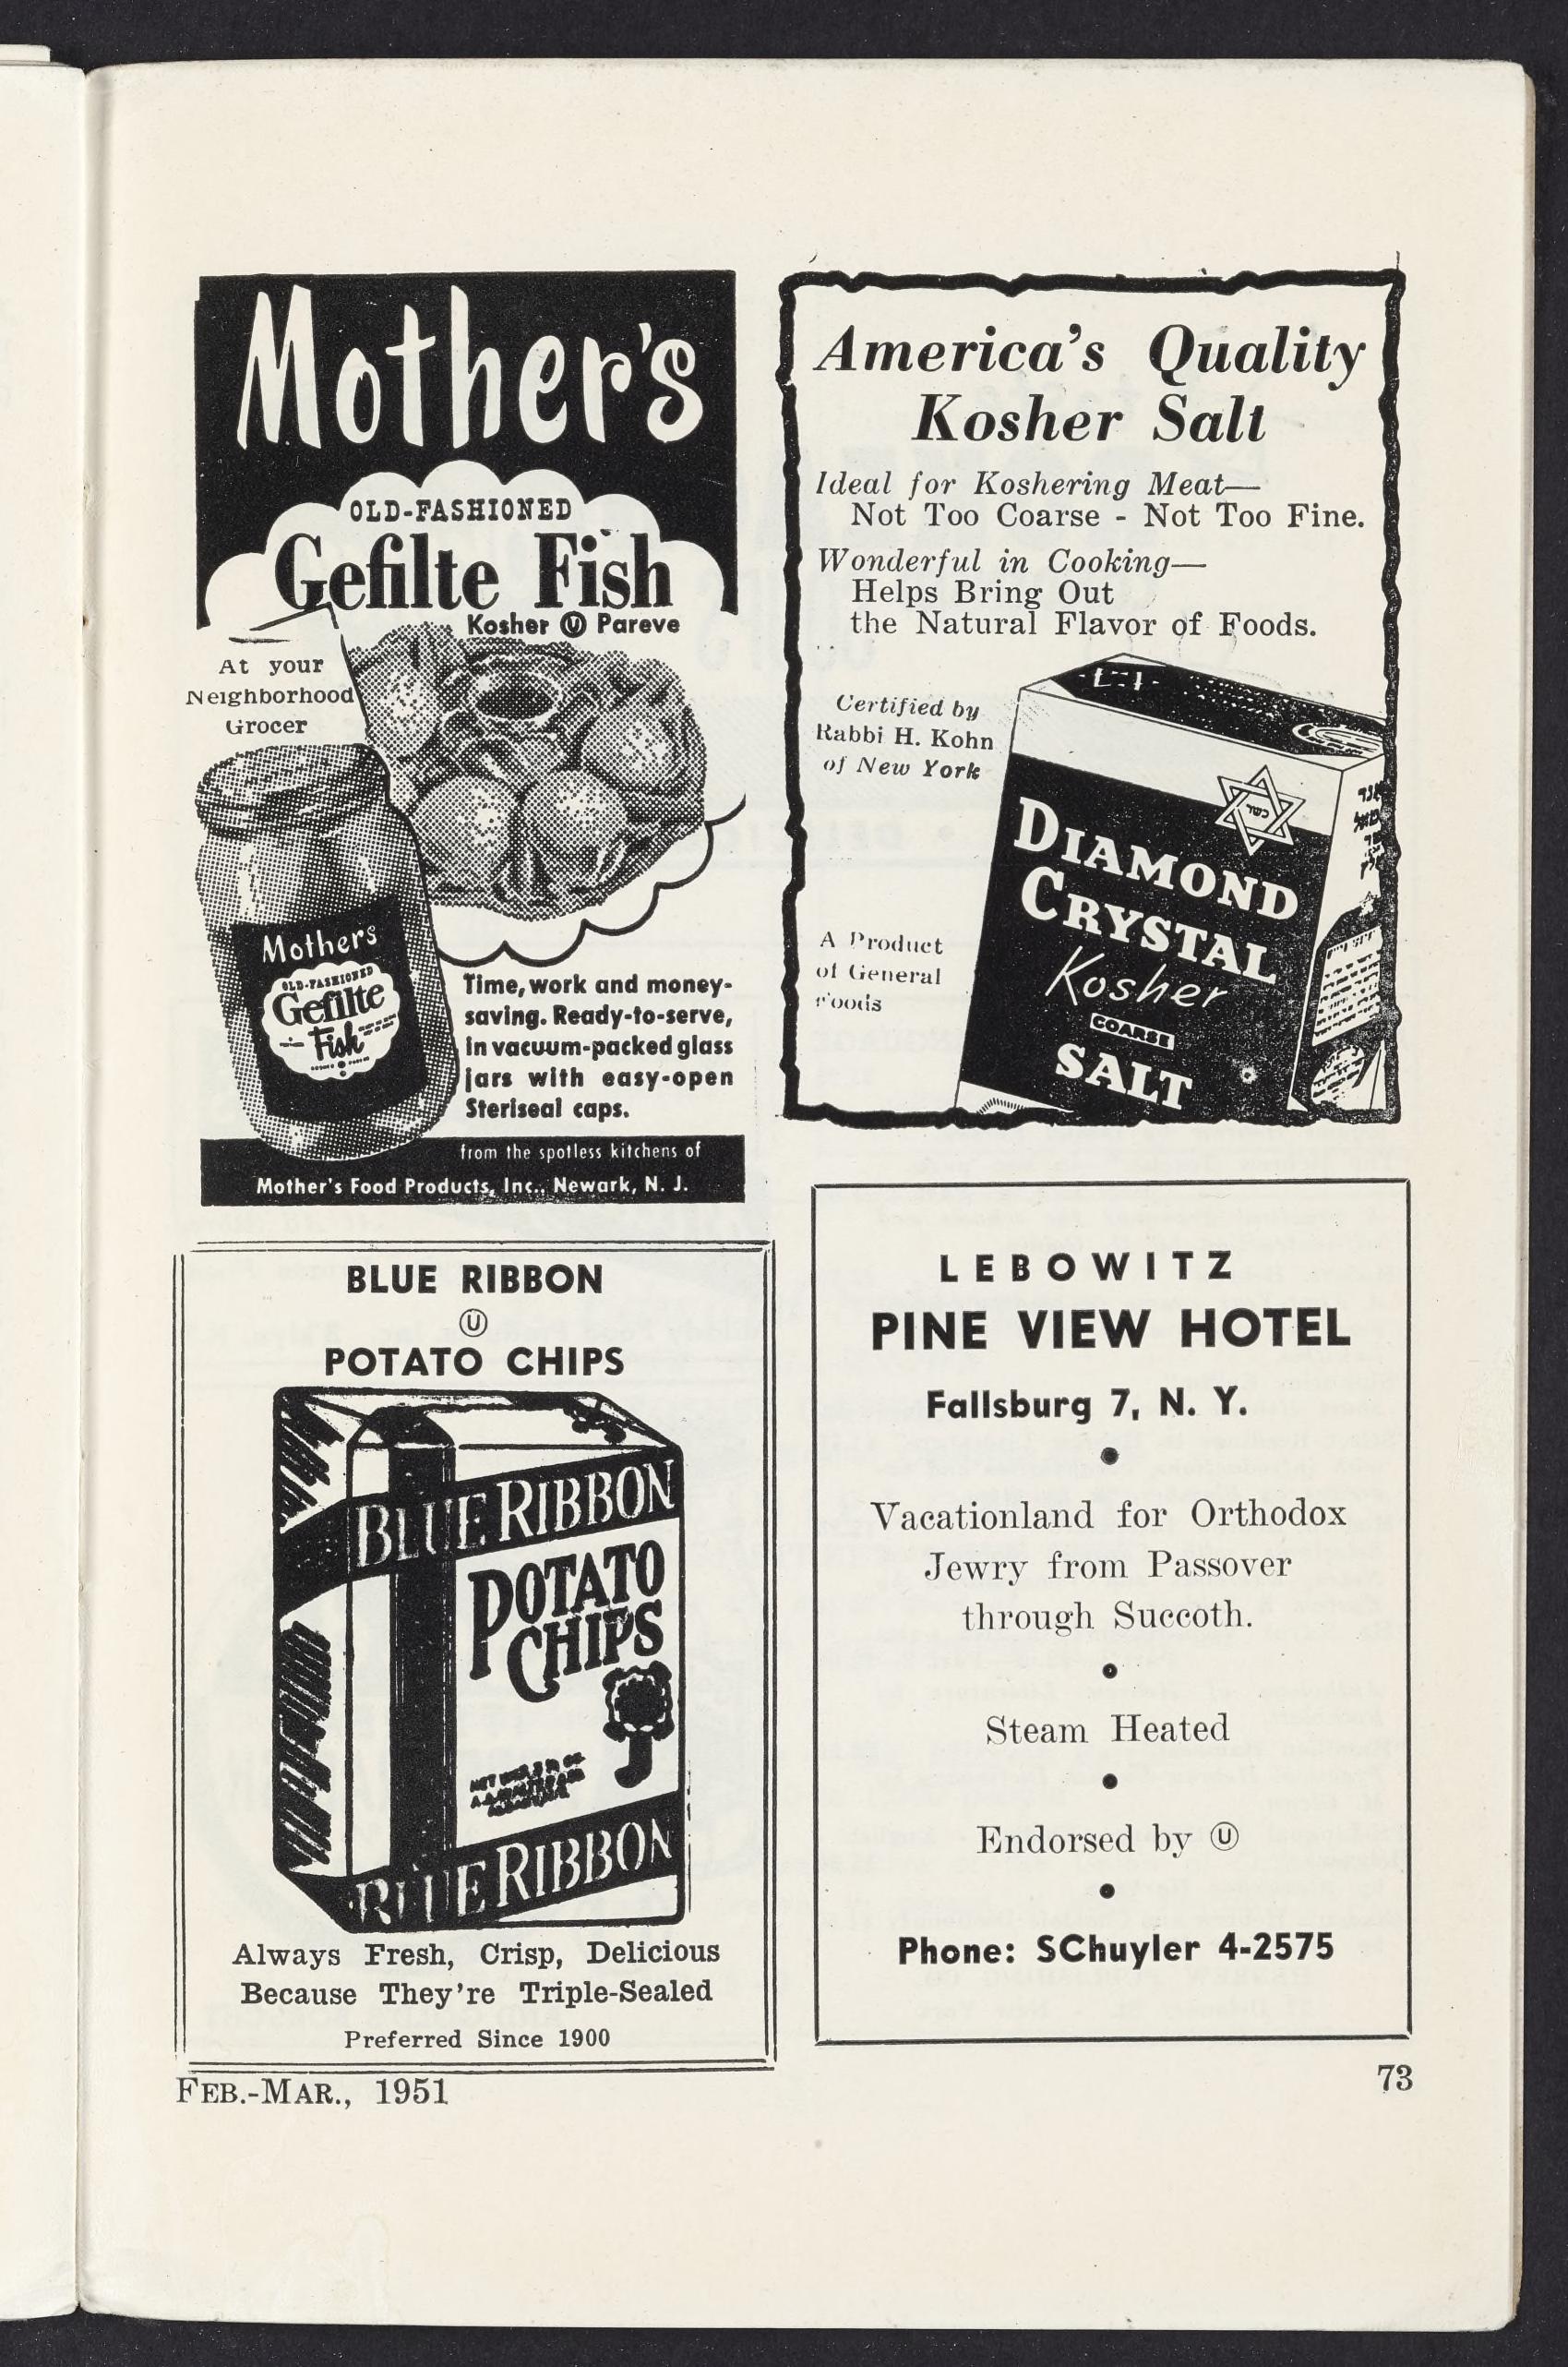 Mother's
OLD-FASHIONED
Gefilte Fish
Kosher Ⓤ Pareve
At your
Neighborhood
Grocer
Mothers
OLD-FASHIONED
Gefilte
Fish
Time, work and money-
saving. Ready-to-serve,
in vacuum-packed glass
jars with easy-open
Steriseal caps.
from the spotless kitchens of
Mother's Food Products, Inc., Newark, N. J.
America's Quality
Kosher Salt
Ideal for Koshering Meat—
Not Too Coarse - Not Too Fine.
Wonderful in Cooking—
Helps Bring Out
the Natural Flavor of Foods.
Certified by
Rabbi H. Kohn
of New York
A Product
of General
Foods
כשר
DIAMOND
CRYSTAL
Kosher
COARSE
SALT
BLUE RIBBON
Ⓤ
POTATO CHIPS
BLUE RIBBON
POTATO
CHIPS
BLUE RIBBON
Always Fresh, Crisp, Delicious
Because They're Triple-Sealed
Preferred Since 1900
LEBOWITZ
PINE VIEW HOTEL
Fallsburg 7, N. Y.
Vacationland for Orthodox
Jewry from Passover
through Succoth.
Steam Heated
Endorsed by Ⓤ
Phone: SChuyler 4-2575
FEB.-MAR., 1951
73